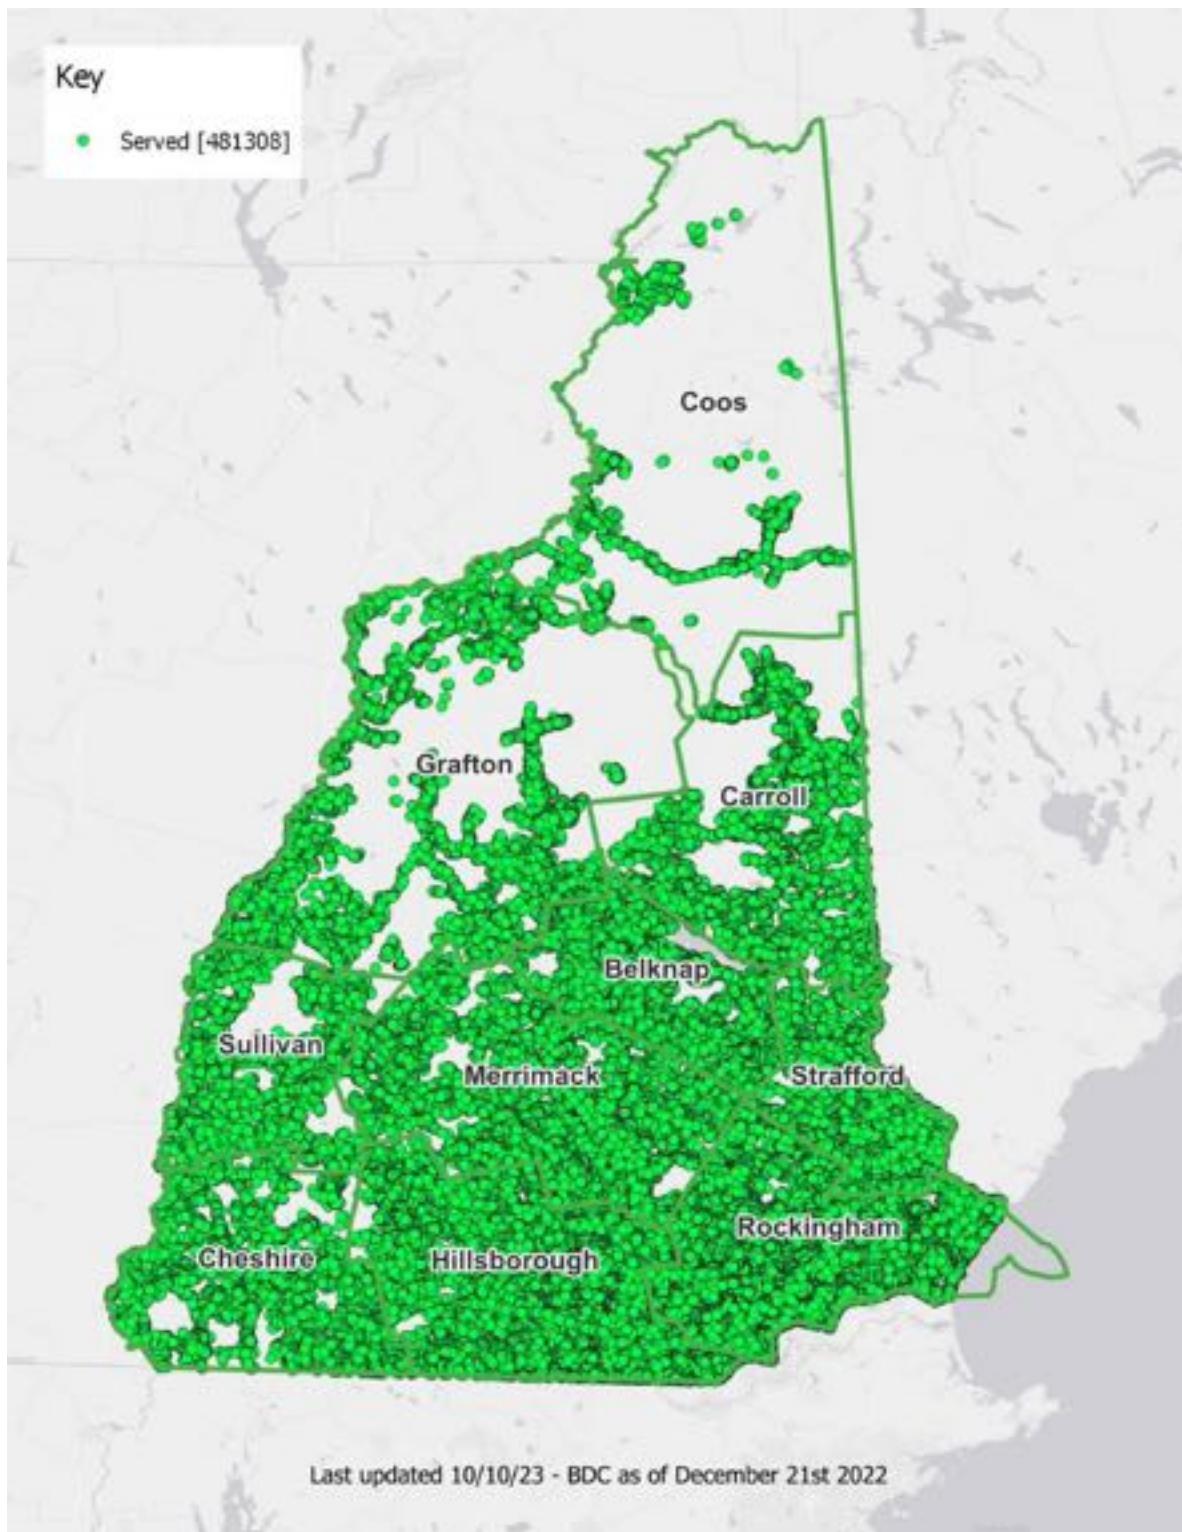 Key
Served [481308]
Coos
Grafton
Carroll
Belknap
Sullivan
Merrimack
Strafford
Rockingham
Cheshire
Hillsborough
Last updated 10/10/23 - BDC as of December 21st 2022